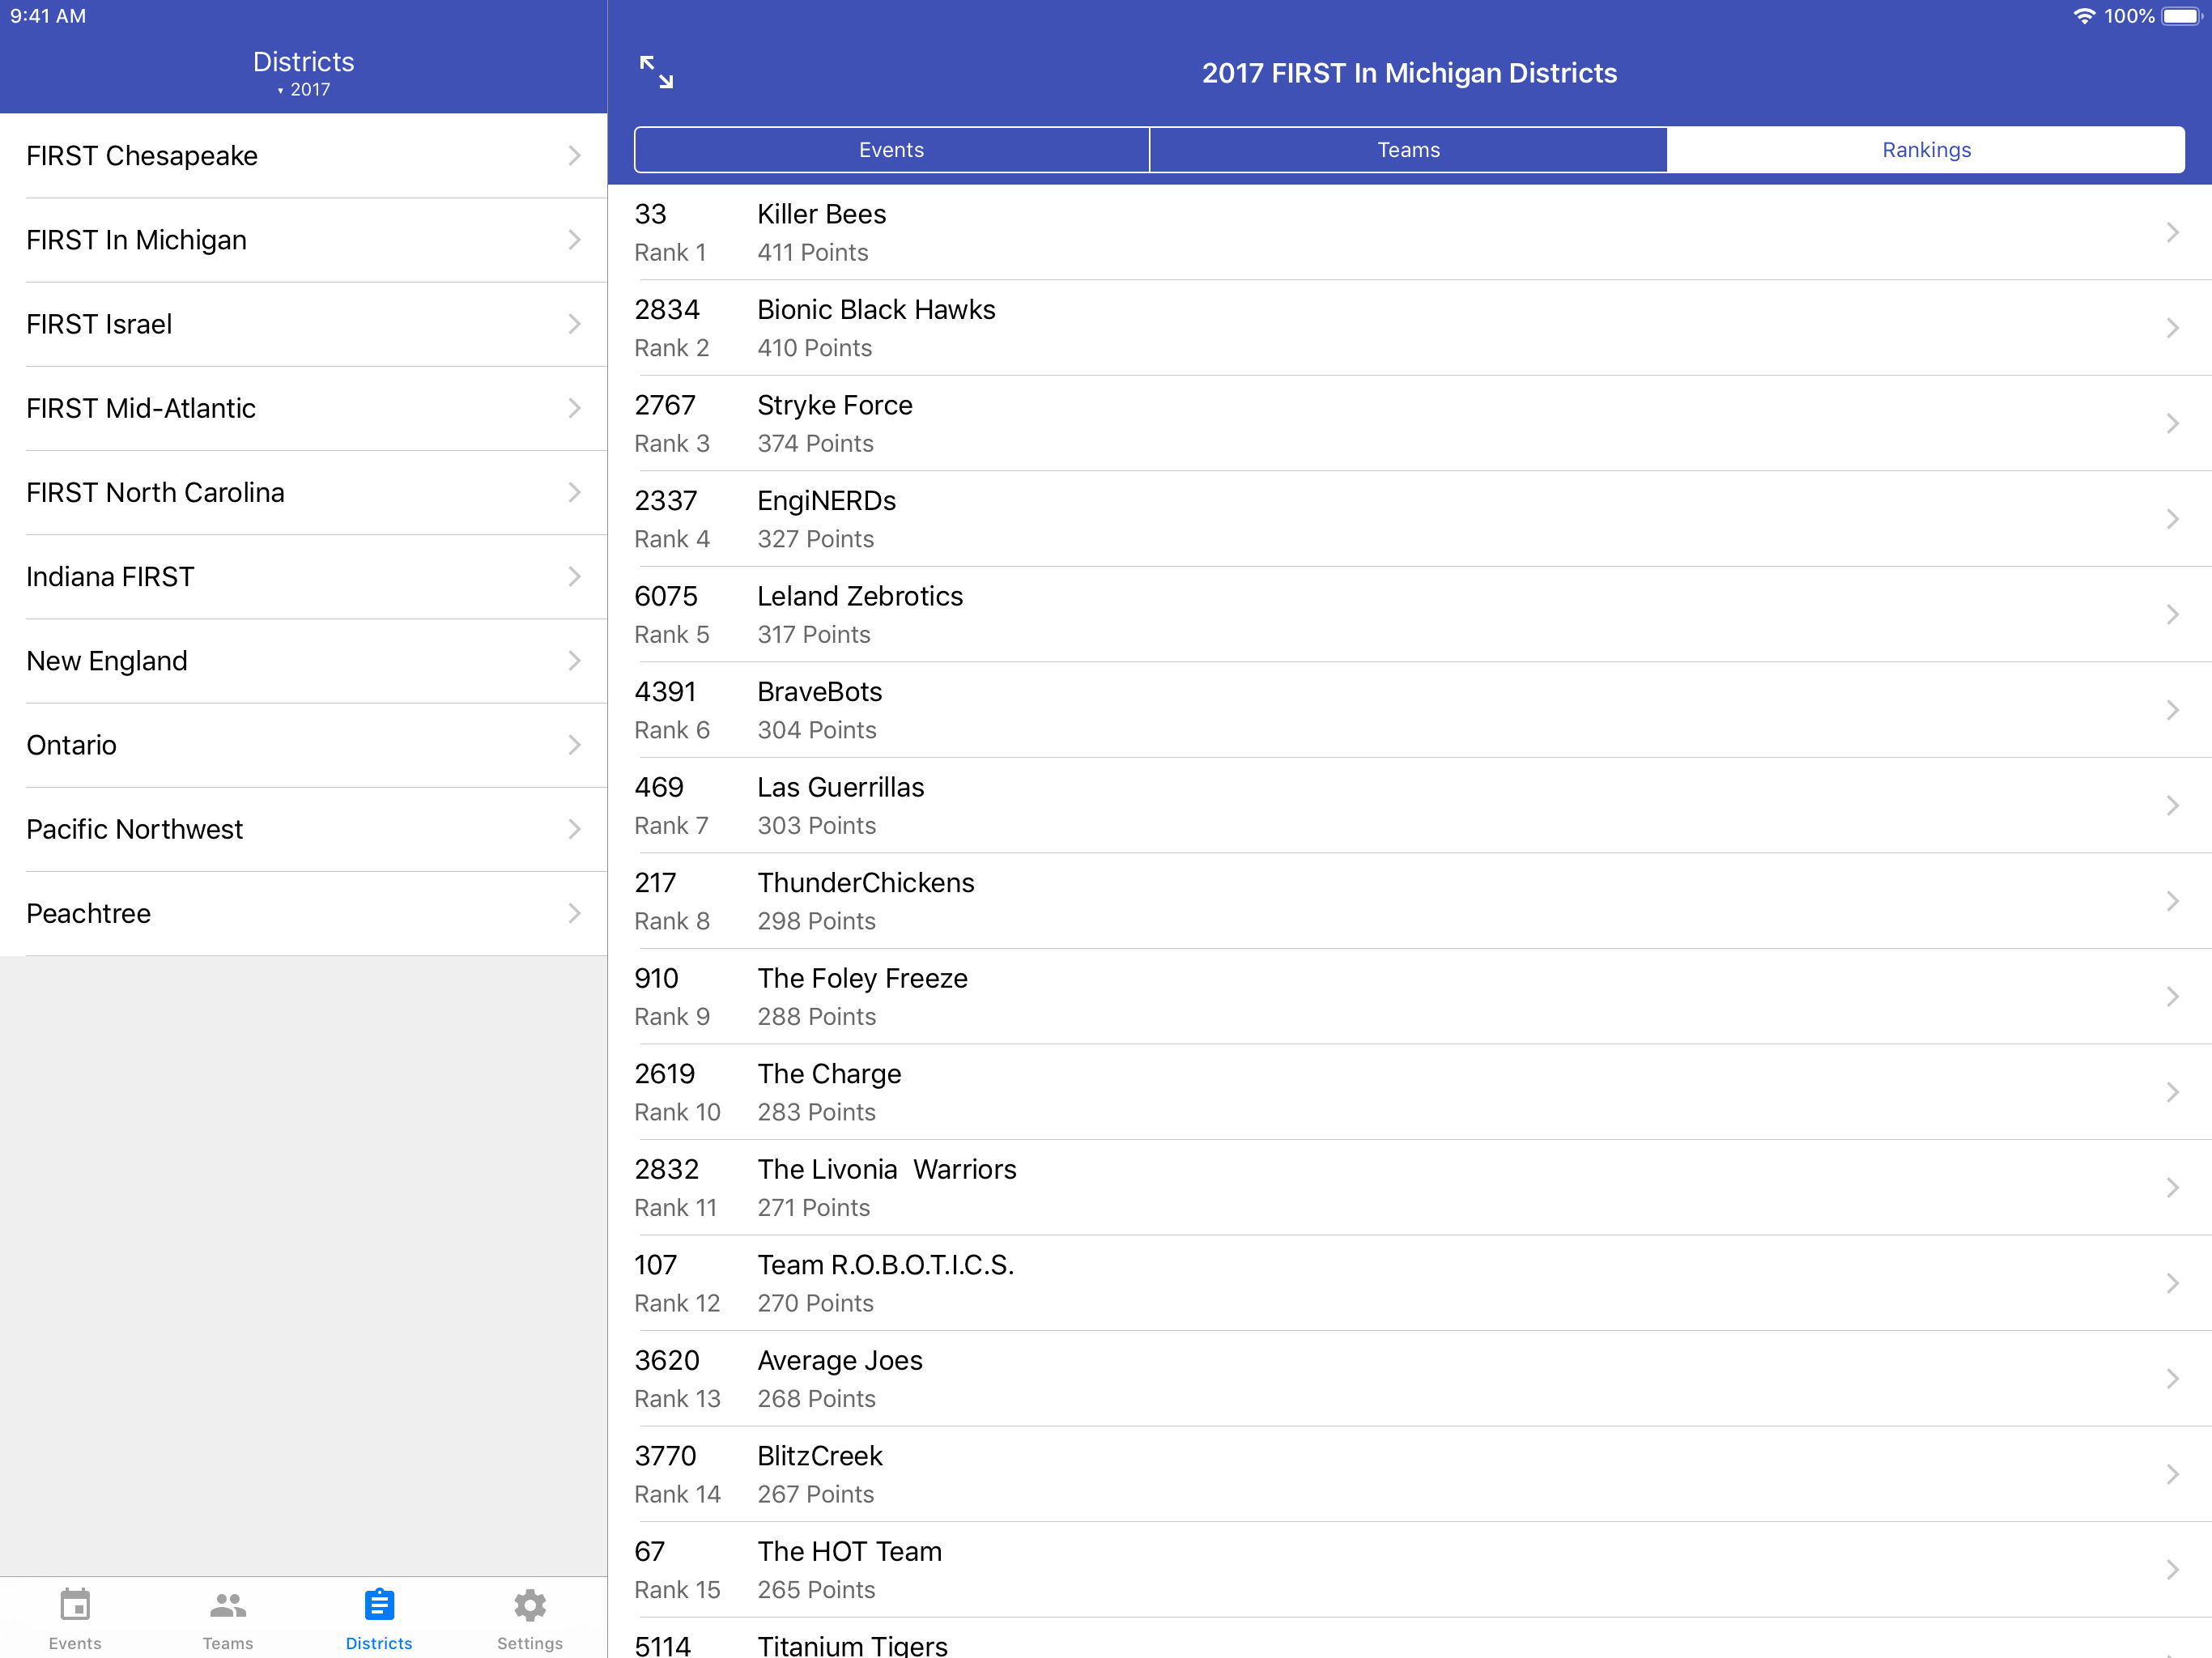 9:41 AM
100%
Districts
▾ 2017
FIRST Chesapeake
FIRST In Michigan
FIRST Israel
FIRST Mid-Atlantic
FIRST North Carolina
Indiana FIRST
New England
Ontario
Pacific Northwest
Peachtree
Events Teams Districts Settings
2017 FIRST In Michigan Districts
Events Teams Rankings
33 Killer Bees
Rank 1 411 Points
2834 Bionic Black Hawks
Rank 2 410 Points
2767 Stryke Force
Rank 3 374 Points
2337 EngiNERDs
Rank 4 327 Points
6075 Leland Zebrotics
Rank 5 317 Points
4391 BraveBots
Rank 6 304 Points
469 Las Guerrillas
Rank 7 303 Points
217 ThunderChickens
Rank 8 298 Points
910 The Foley Freeze
Rank 9 288 Points
2619 The Charge
Rank 10 283 Points
2832 The Livonia  Warriors
Rank 11 271 Points
107 Team R.O.B.O.T.I.C.S.
Rank 12 270 Points
3620 Average Joes
Rank 13 268 Points
3770 BlitzCreek
Rank 14 267 Points
67 The HOT Team
Rank 15 265 Points
5114 Titanium Tigers